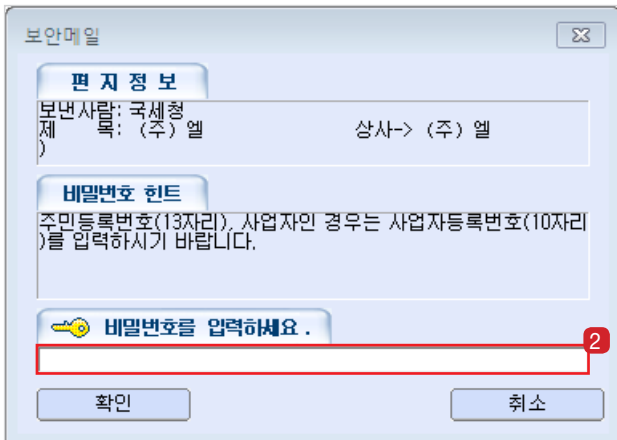 보안메일
편 지 정 보
보낸사람: 국세청
제 목: (주) 엘 상사-> (주) 엘
)
비밀번호 힌트
주민등록번호(13자리), 사업자인 경우는 사업자등록번호(10자리
)를 입력하시기 바랍니다.
비밀번호를 입력하세요 .
2
확인 취소